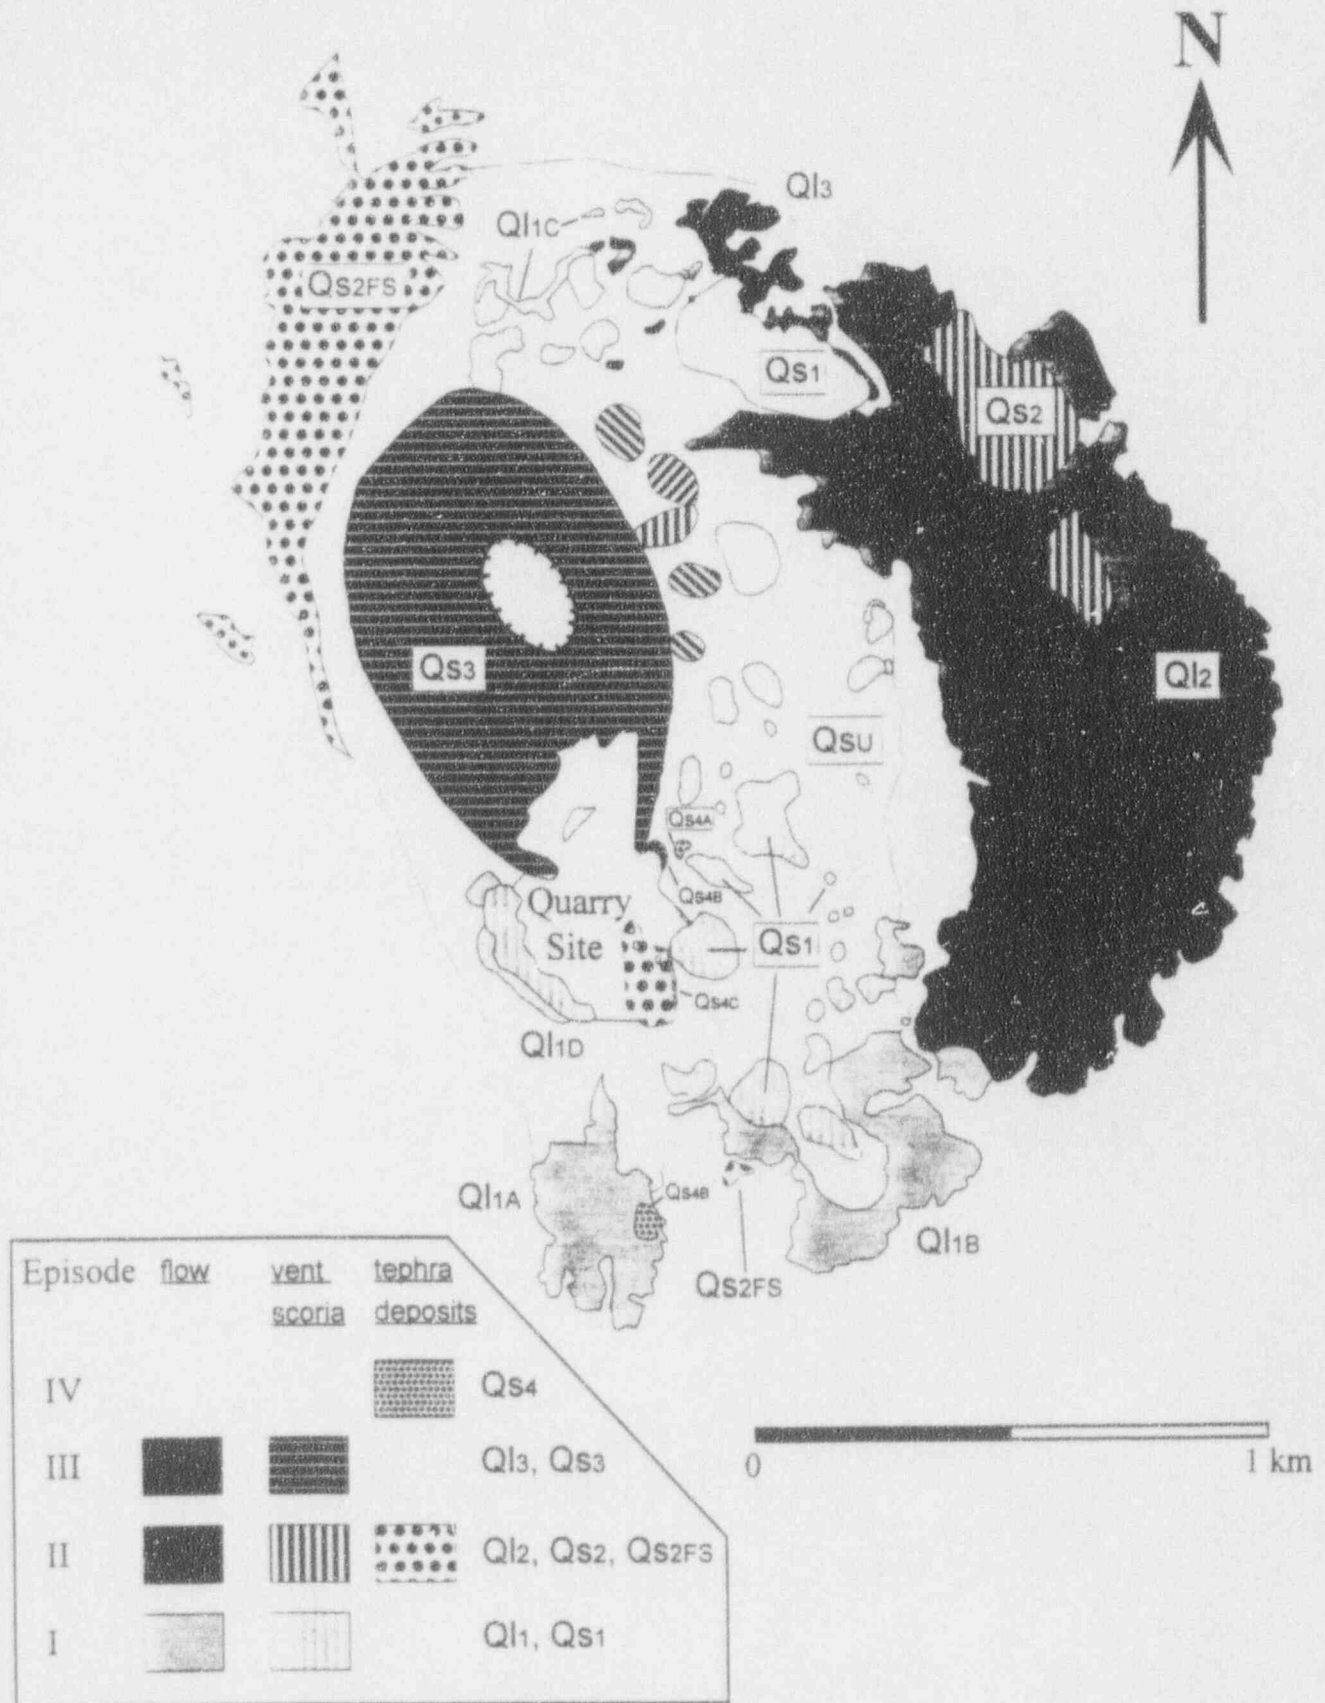 N
Ql3
Ql1C
Qs2FS
Qs1
Qs2
Qs3
Ql2
QsU
Qs4A
Qs4B
Quarry
Site
Qs1
Qs4C
Ql1D
Ql1A
Qs4B
Ql1B
Qs2FS
Episode flow vent tephra
scoria deposits
IV Qs4
III Ql3, Qs3
II Ql2, Qs2, Qs2FS
I Ql1, Qs1
0 1 km